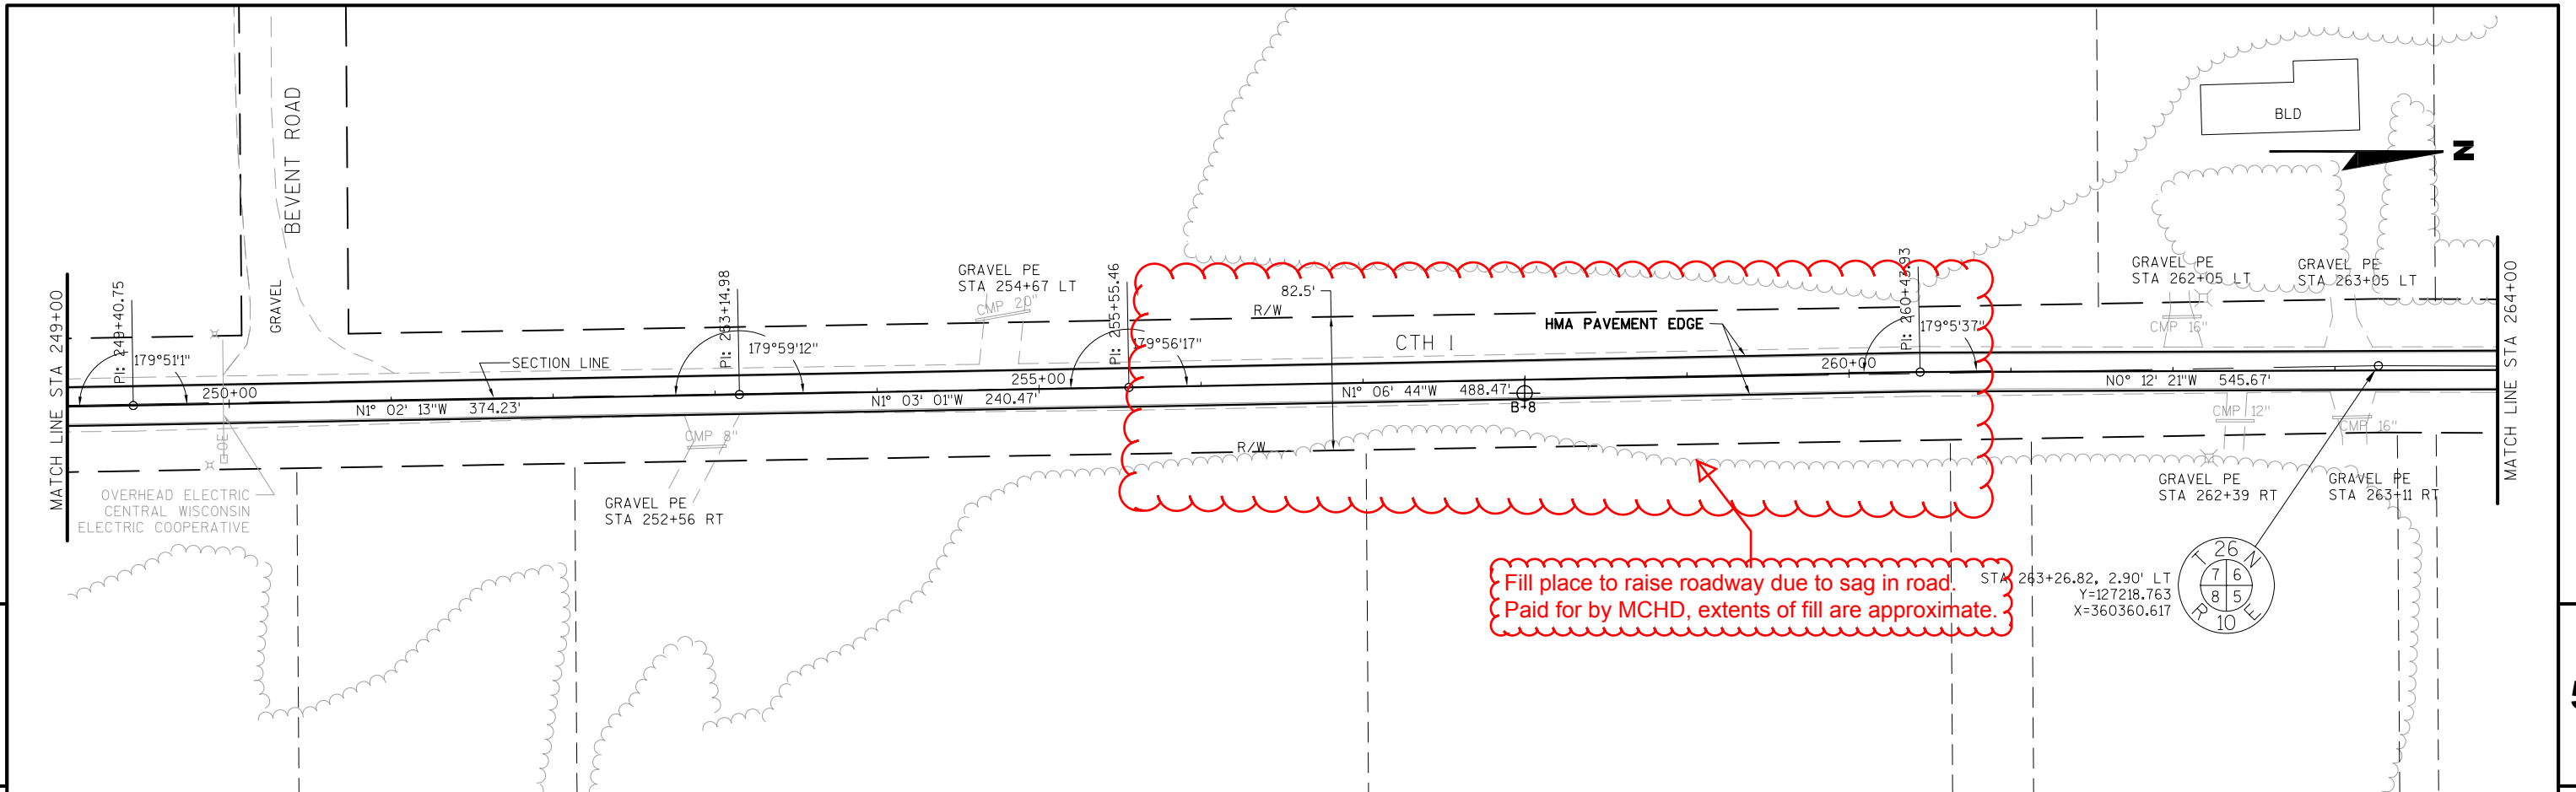 MATCH LINE STA 249+00
PI: 249+40.75
179°51'1"
BEVENT ROAD
GRAVEL
250+00
OE
OVERHEAD ELECTRIC
CENTRAL WISCONSIN
ELECTRIC COOPERATIVE
N1° 02' 13"W 374.23'
SECTION LINE
PI: 263+14.98
179°59'12"
CMP 8"
GRAVEL PE
STA 252+56 RT
GRAVEL PE
STA 254+67 LT
CMP 20"
N1° 03' 01"W 240.47'
255+00
PI: 255+55.46
179°56'17"
82.5'
R/W
R/W
CTH I
HMA PAVEMENT EDGE
N1° 06' 44"W 488.47'
B-8
260+00
PI: 260+43.93
179°5'37"
Fill place to raise roadway due to sag in road.
Paid for by MCHD, extents of fill are approximate.
BLD
N
GRAVEL PE
STA 262+05 LT
CMP 16"
GRAVEL PE
STA 263+05 LT
N0° 12' 21"W 545.67'
CMP 12"
CMP 16"
GRAVEL PE
STA 262+39 RT
GRAVEL PE
STA 263+11 RT
STA 263+26.82, 2.90' LT
Y=127218.763
X=360360.617
T 26 N
7 6
8 5
R 10 E
MATCH LINE STA 264+00